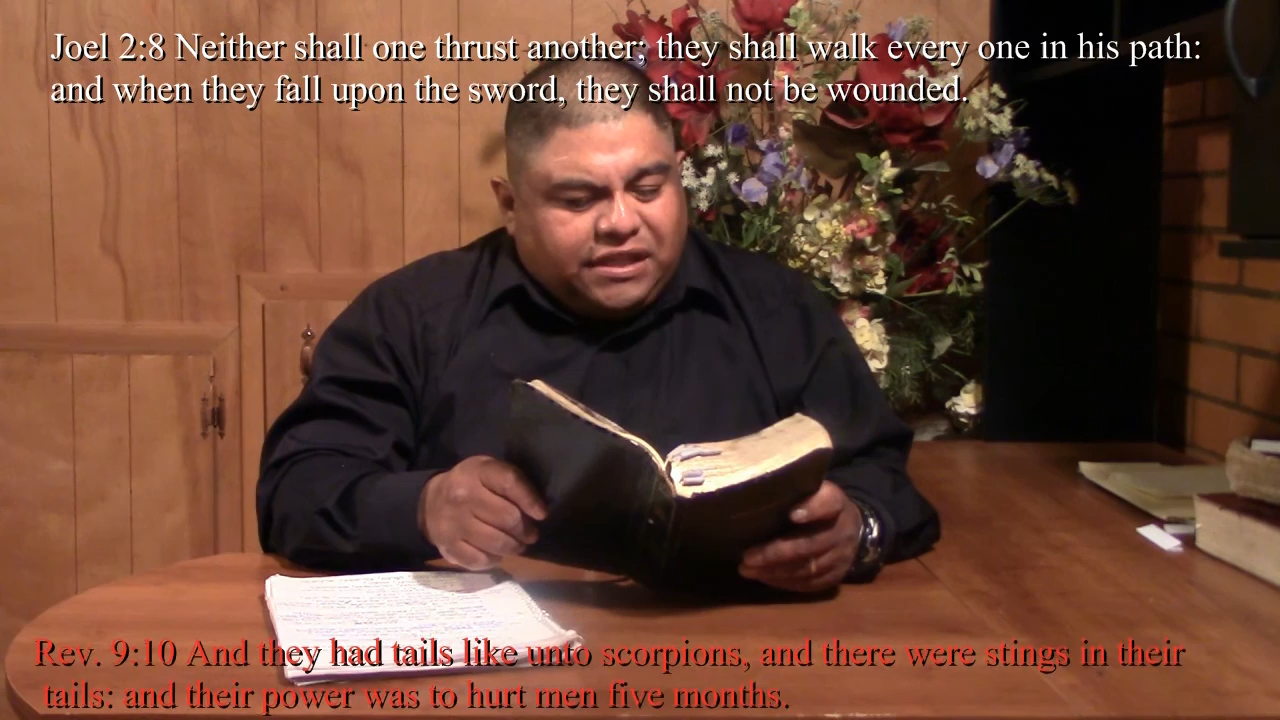 Joel 2:8 Neither shall one thrust another; they shall walk every one in his path:
and when they fall upon the sword, they shall not be wounded.
Rev. 9:10 And they had tails like unto scorpions, and there were stings in their
tails: and their power was to hurt men five months.